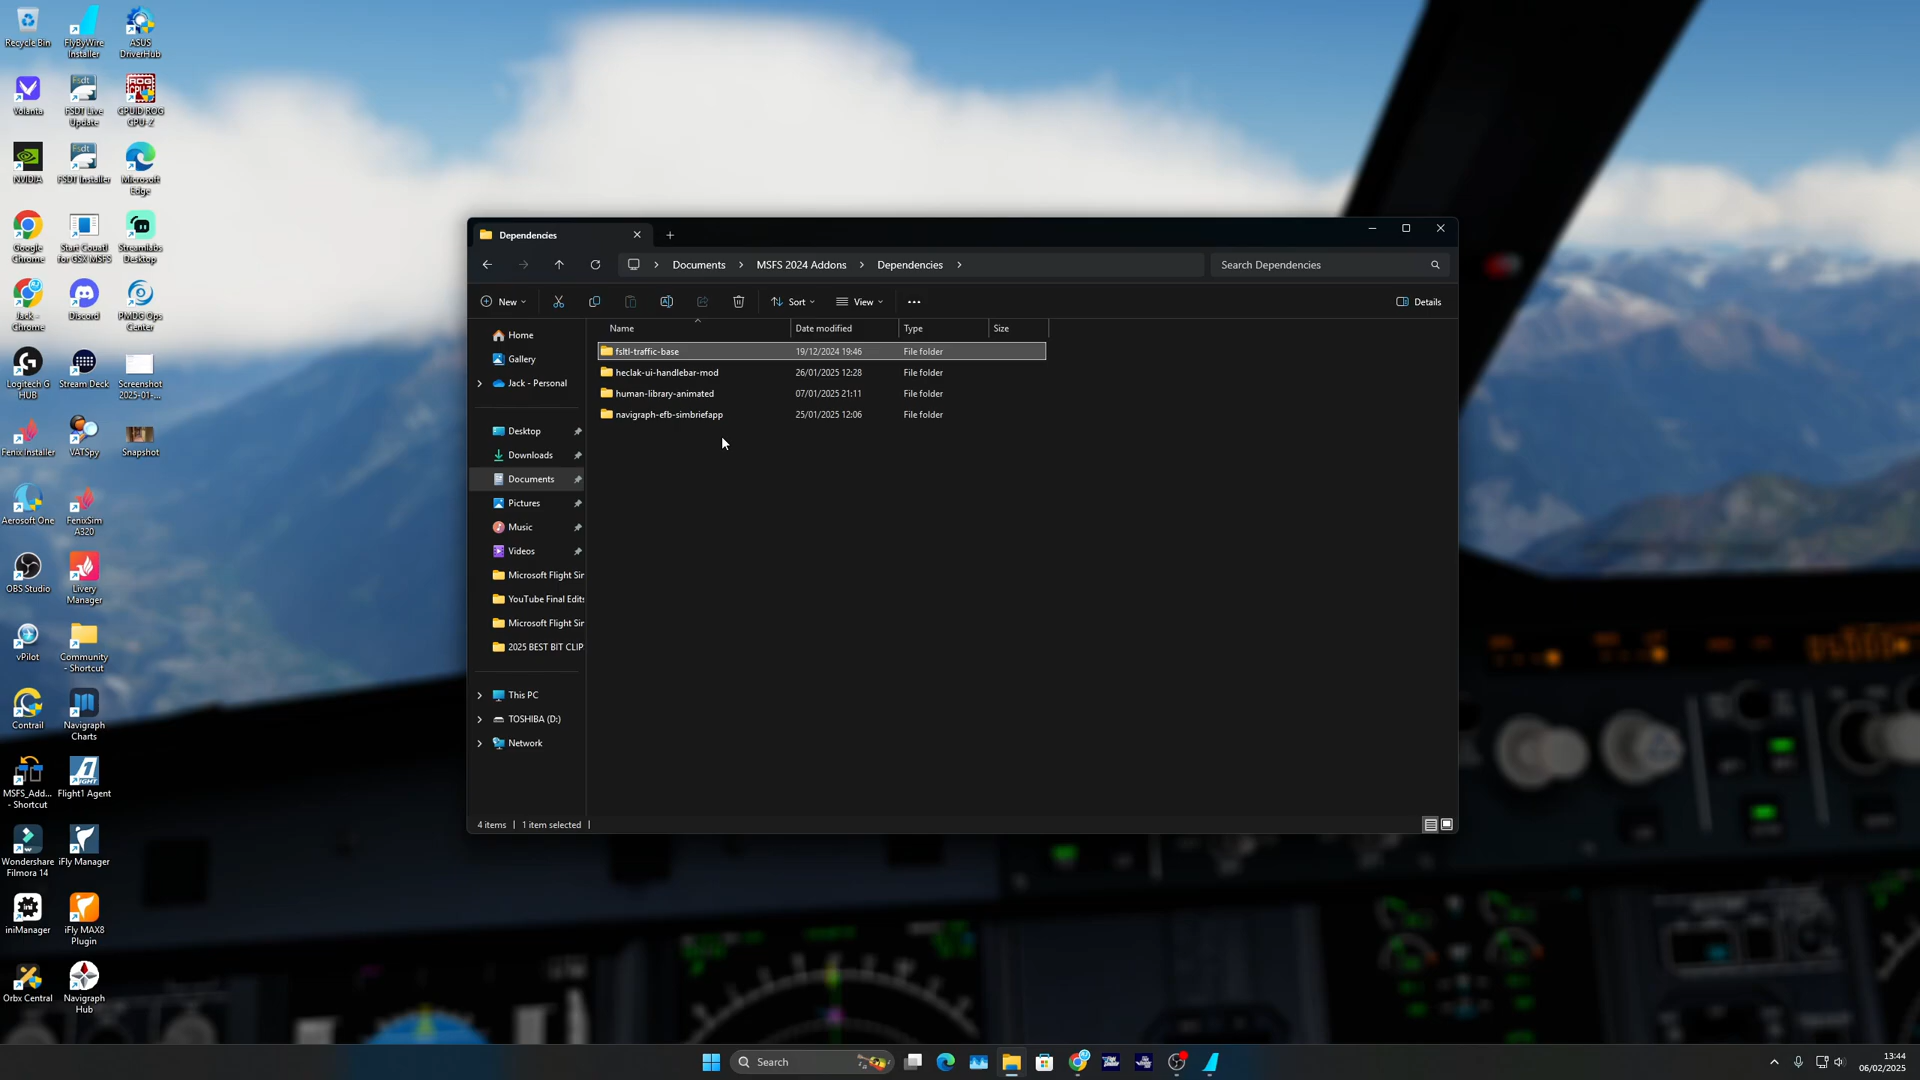 Recycle Bin
FlyByWire Installer
ASUS DriverHub
Volanta
FSDT Live Update
CPUID ROG CPU-Z
NVIDIA
FSDT Installer
Microsoft Edge
Google Chrome
Start Couatl for GSX MSFS
Streamlabs Desktop
Jack - Chrome
Discord
PMDG Ops Center
Logitech G HUB
Stream Deck
Screenshot 2025-01-...
Fenix Installer
VATSpy
Snapshot
Aerosoft One
FenixSim A320
OBS Studio
Livery Manager
vPilot
Community - Shortcut
Contrail
Navigraph Charts
MSFS_Add... - Shortcut
Flight1 Agent
Wondershare Filmora 14
iFly Manager
iniManager
iFly MAX8 Plugin
Orbx Central
Navigraph Hub
Dependencies
Documents
MSFS 2024 Addons
Dependencies
Search Dependencies
New
Sort
View
Details
Home
Gallery
Jack - Personal
Desktop
Downloads
Documents
Pictures
Music
Videos
Microsoft Flight Sir
YouTube Final Edits
Microsoft Flight Sir
2025 BEST BIT CLIP
This PC
TOSHIBA (D:)
Network
Name Date modified Type Size
fsltl-traffic-base 19/12/2024 19:46 File folder
heclak-ui-handlebar-mod 26/01/2025 12:28 File folder
human-library-animated 07/01/2025 21:11 File folder
navigraph-efb-simbriefapp 25/01/2025 12:06 File folder
4 items 1 item selected
Search
13:44
06/02/2025